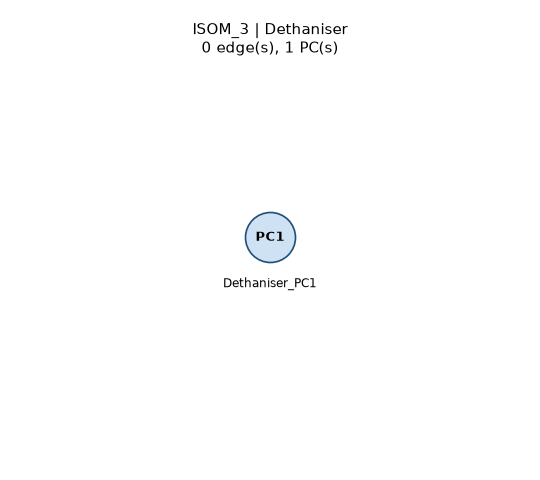 ISOM_3 | Dethaniser
0 edge(s), 1 PC(s)
PC1
Dethaniser_PC1